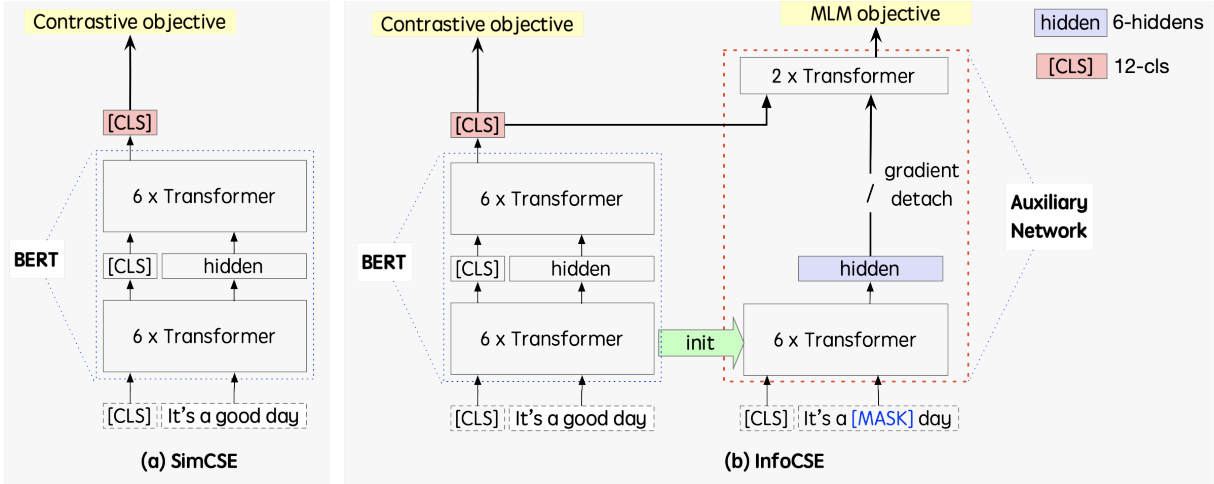 Contrastive objective
[CLS]
6 x Transformer
BERT
[CLS] hidden
6 x Transformer
[CLS] It's a good day
(a) SimCSE
Contrastive objective
[CLS]
6 x Transformer
BERT
[CLS] hidden
6 x Transformer
[CLS] It's a good day
init
MLM objective
2 x Transformer
gradient
detach
hidden
6 x Transformer
[CLS] It's a [MASK] day
Auxiliary
Network
hidden 6-hiddens
[CLS] 12-cls
(b) InfoCSE